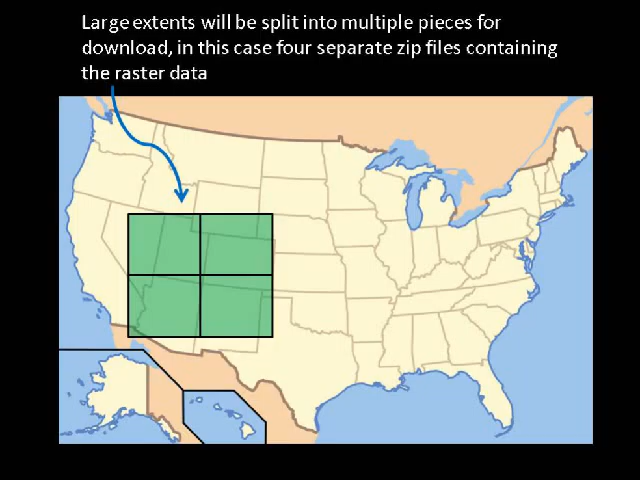 Large extents will be split into multiple pieces for
download, in this case four separate zip files containing
the raster data